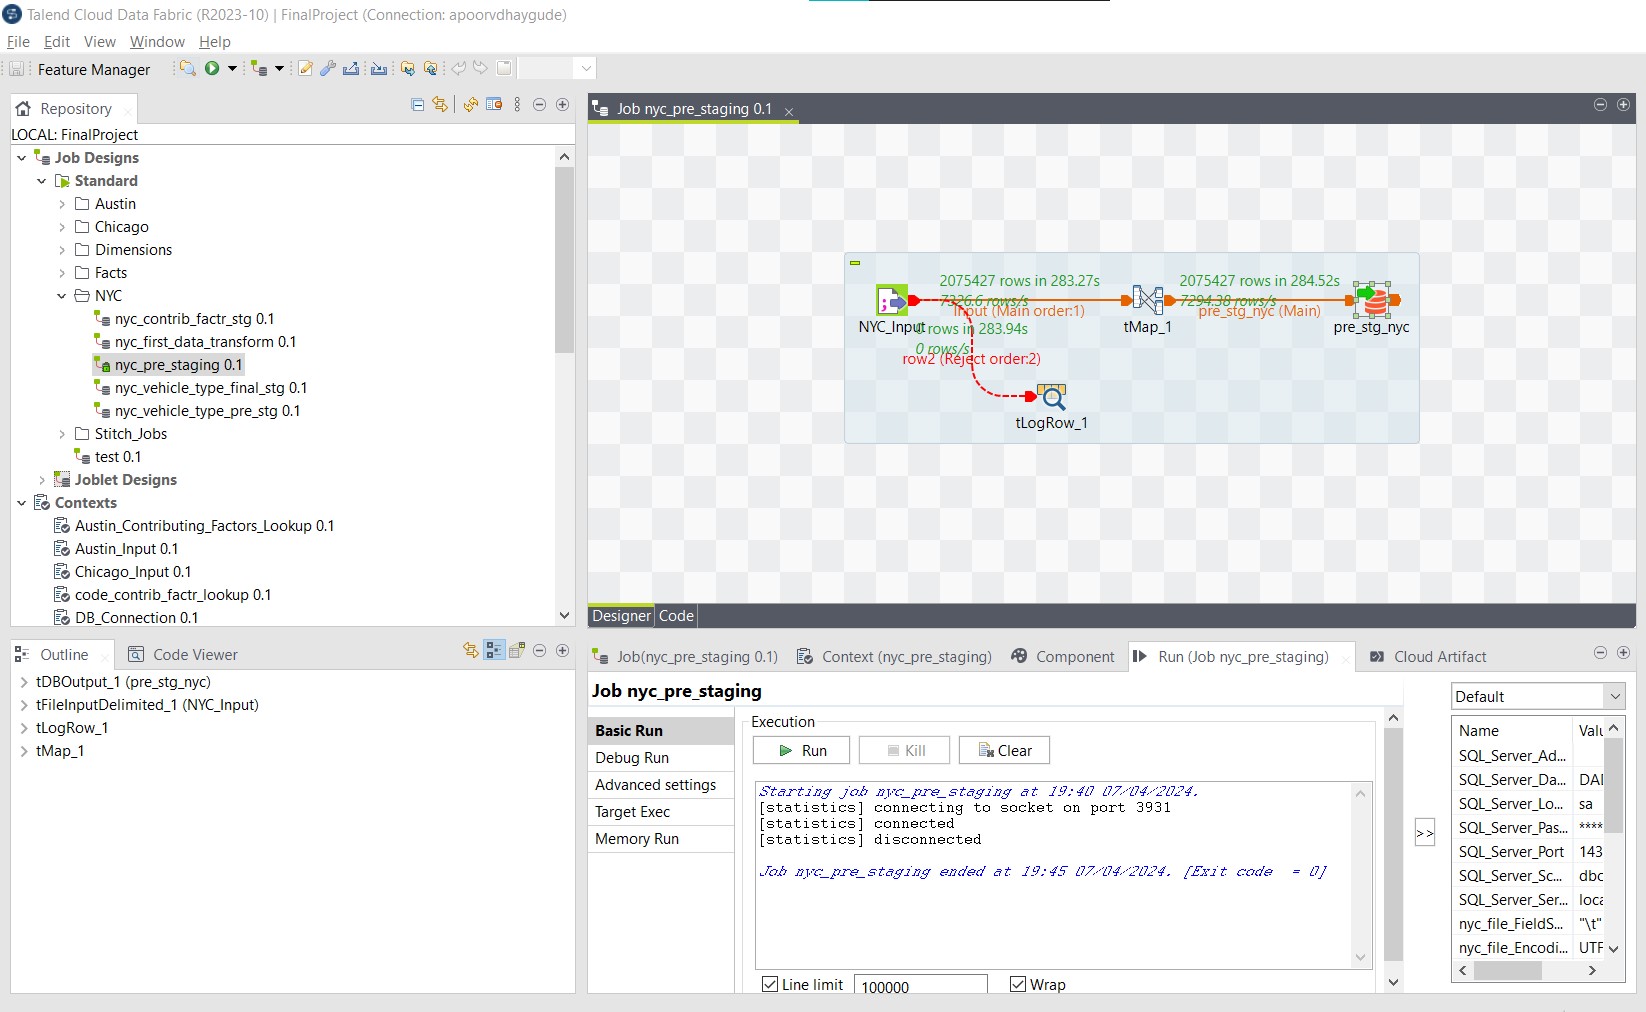 Talend Cloud Data Fabric (R2023-10) | FinalProject (Connection: apoorvdhaygude)
File Edit View Window Help
Feature Manager
Repository
LOCAL: FinalProject
Job Designs
Standard
Austin
Chicago
Dimensions
Facts
NYC
nyc_contrib_factr_stg 0.1
nyc_first_data_transform 0.1
nyc_pre_staging 0.1
nyc_vehicle_type_final_stg 0.1
nyc_vehicle_type_pre_stg 0.1
Stitch_Jobs
test 0.1
Joblet Designs
Contexts
Austin_Contributing_Factors_Lookup 0.1
Austin_Input 0.1
Chicago_Input 0.1
code_contrib_factr_lookup 0.1
DB_Connection 0.1
Outline
Code Viewer
tDBOutput_1 (pre_stg_nyc)
tFileInputDelimited_1 (NYC_Input)
tLogRow_1
tMap_1
Job nyc_pre_staging 0.1
2075427 rows in 283.27s
7326.6 rows/s
Input (Main order:1)
2075427 rows in 284.52s
7294.38 rows/s
pre_stg_nyc (Main)
NYC_Input
tMap_1
pre_stg_nyc
0 rows in 283.94s
0 rows/s
row2 (Reject order:2)
tLogRow_1
Designer
Code
Job(nyc_pre_staging 0.1)
Context (nyc_pre_staging)
Component
Run (Job nyc_pre_staging)
Cloud Artifact
Job nyc_pre_staging
Basic Run
Debug Run
Advanced settings
Target Exec
Memory Run
Execution
Run
Kill
Clear
Starting job nyc_pre_staging at 19:40 07/04/2024.
[statistics] connecting to socket on port 3931
[statistics] connected
[statistics] disconnected
Job nyc_pre_staging ended at 19:45 07/04/2024. [Exit code  = 0]
Line limit
100000
Wrap
>>
Default
Name Valu
SQL_Server_Ad...
SQL_Server_Da... DAI
SQL_Server_Lo... sa
SQL_Server_Pas... ****
SQL_Server_Port 143
SQL_Server_Sc... dbc
SQL_Server_Ser... loca
nyc_file_FieldS... "\t"
nyc_file_Encodi... UTF